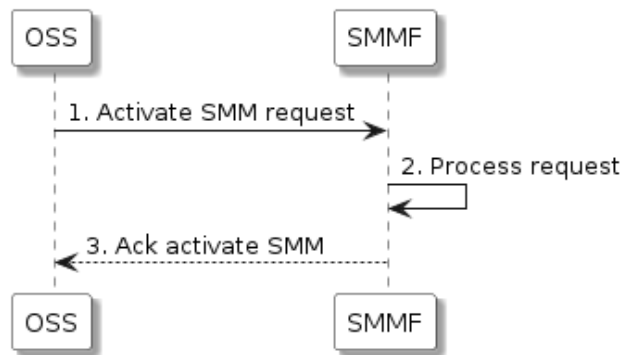 OSS
SMMF
1. Activate SMM request
2. Process request
3. Ack activate SMM
OSS
SMMF